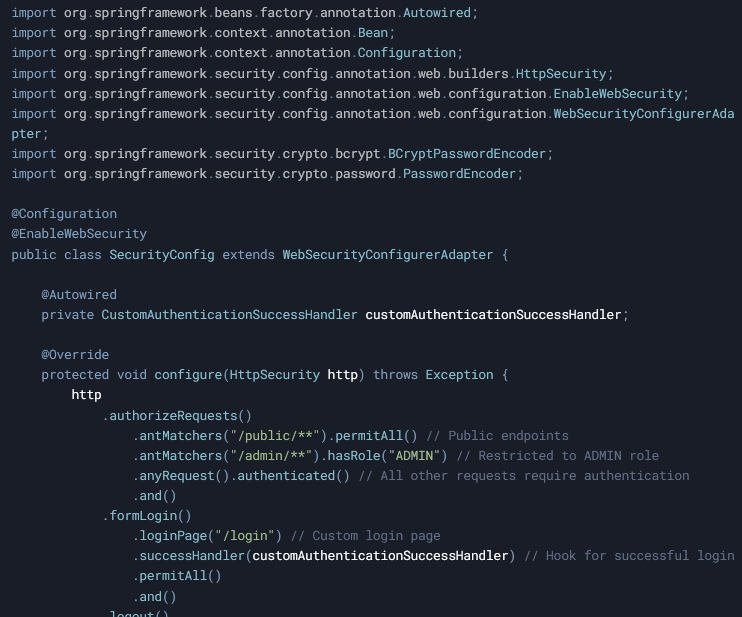 import org.springframework.beans.factory.annotation.Autowired;
import org.springframework.context.annotation.Bean;
import org.springframework.context.annotation.Configuration;
import org.springframework.security.config.annotation.web.builders.HttpSecurity;
import org.springframework.security.config.annotation.web.configuration.EnableWebSecurity;
import org.springframework.security.config.annotation.web.configuration.WebSecurityConfigurerAda
pter;
import org.springframework.security.crypto.bcrypt.BCryptPasswordEncoder;
import org.springframework.security.crypto.password.PasswordEncoder;

@Configuration
@EnableWebSecurity
public class SecurityConfig extends WebSecurityConfigurerAdapter {

    @Autowired
    private CustomAuthenticationSuccessHandler customAuthenticationSuccessHandler;

    @Override
    protected void configure(HttpSecurity http) throws Exception {
        http
            .authorizeRequests()
                .antMatchers("/public/**").permitAll() // Public endpoints
                .antMatchers("/admin/**").hasRole("ADMIN") // Restricted to ADMIN role
                .anyRequest().authenticated() // All other requests require authentication
                .and()
            .formLogin()
                .loginPage("/login") // Custom login page
                .successHandler(customAuthenticationSuccessHandler) // Hook for successful login
                .permitAll()
                .and()
            .logout()